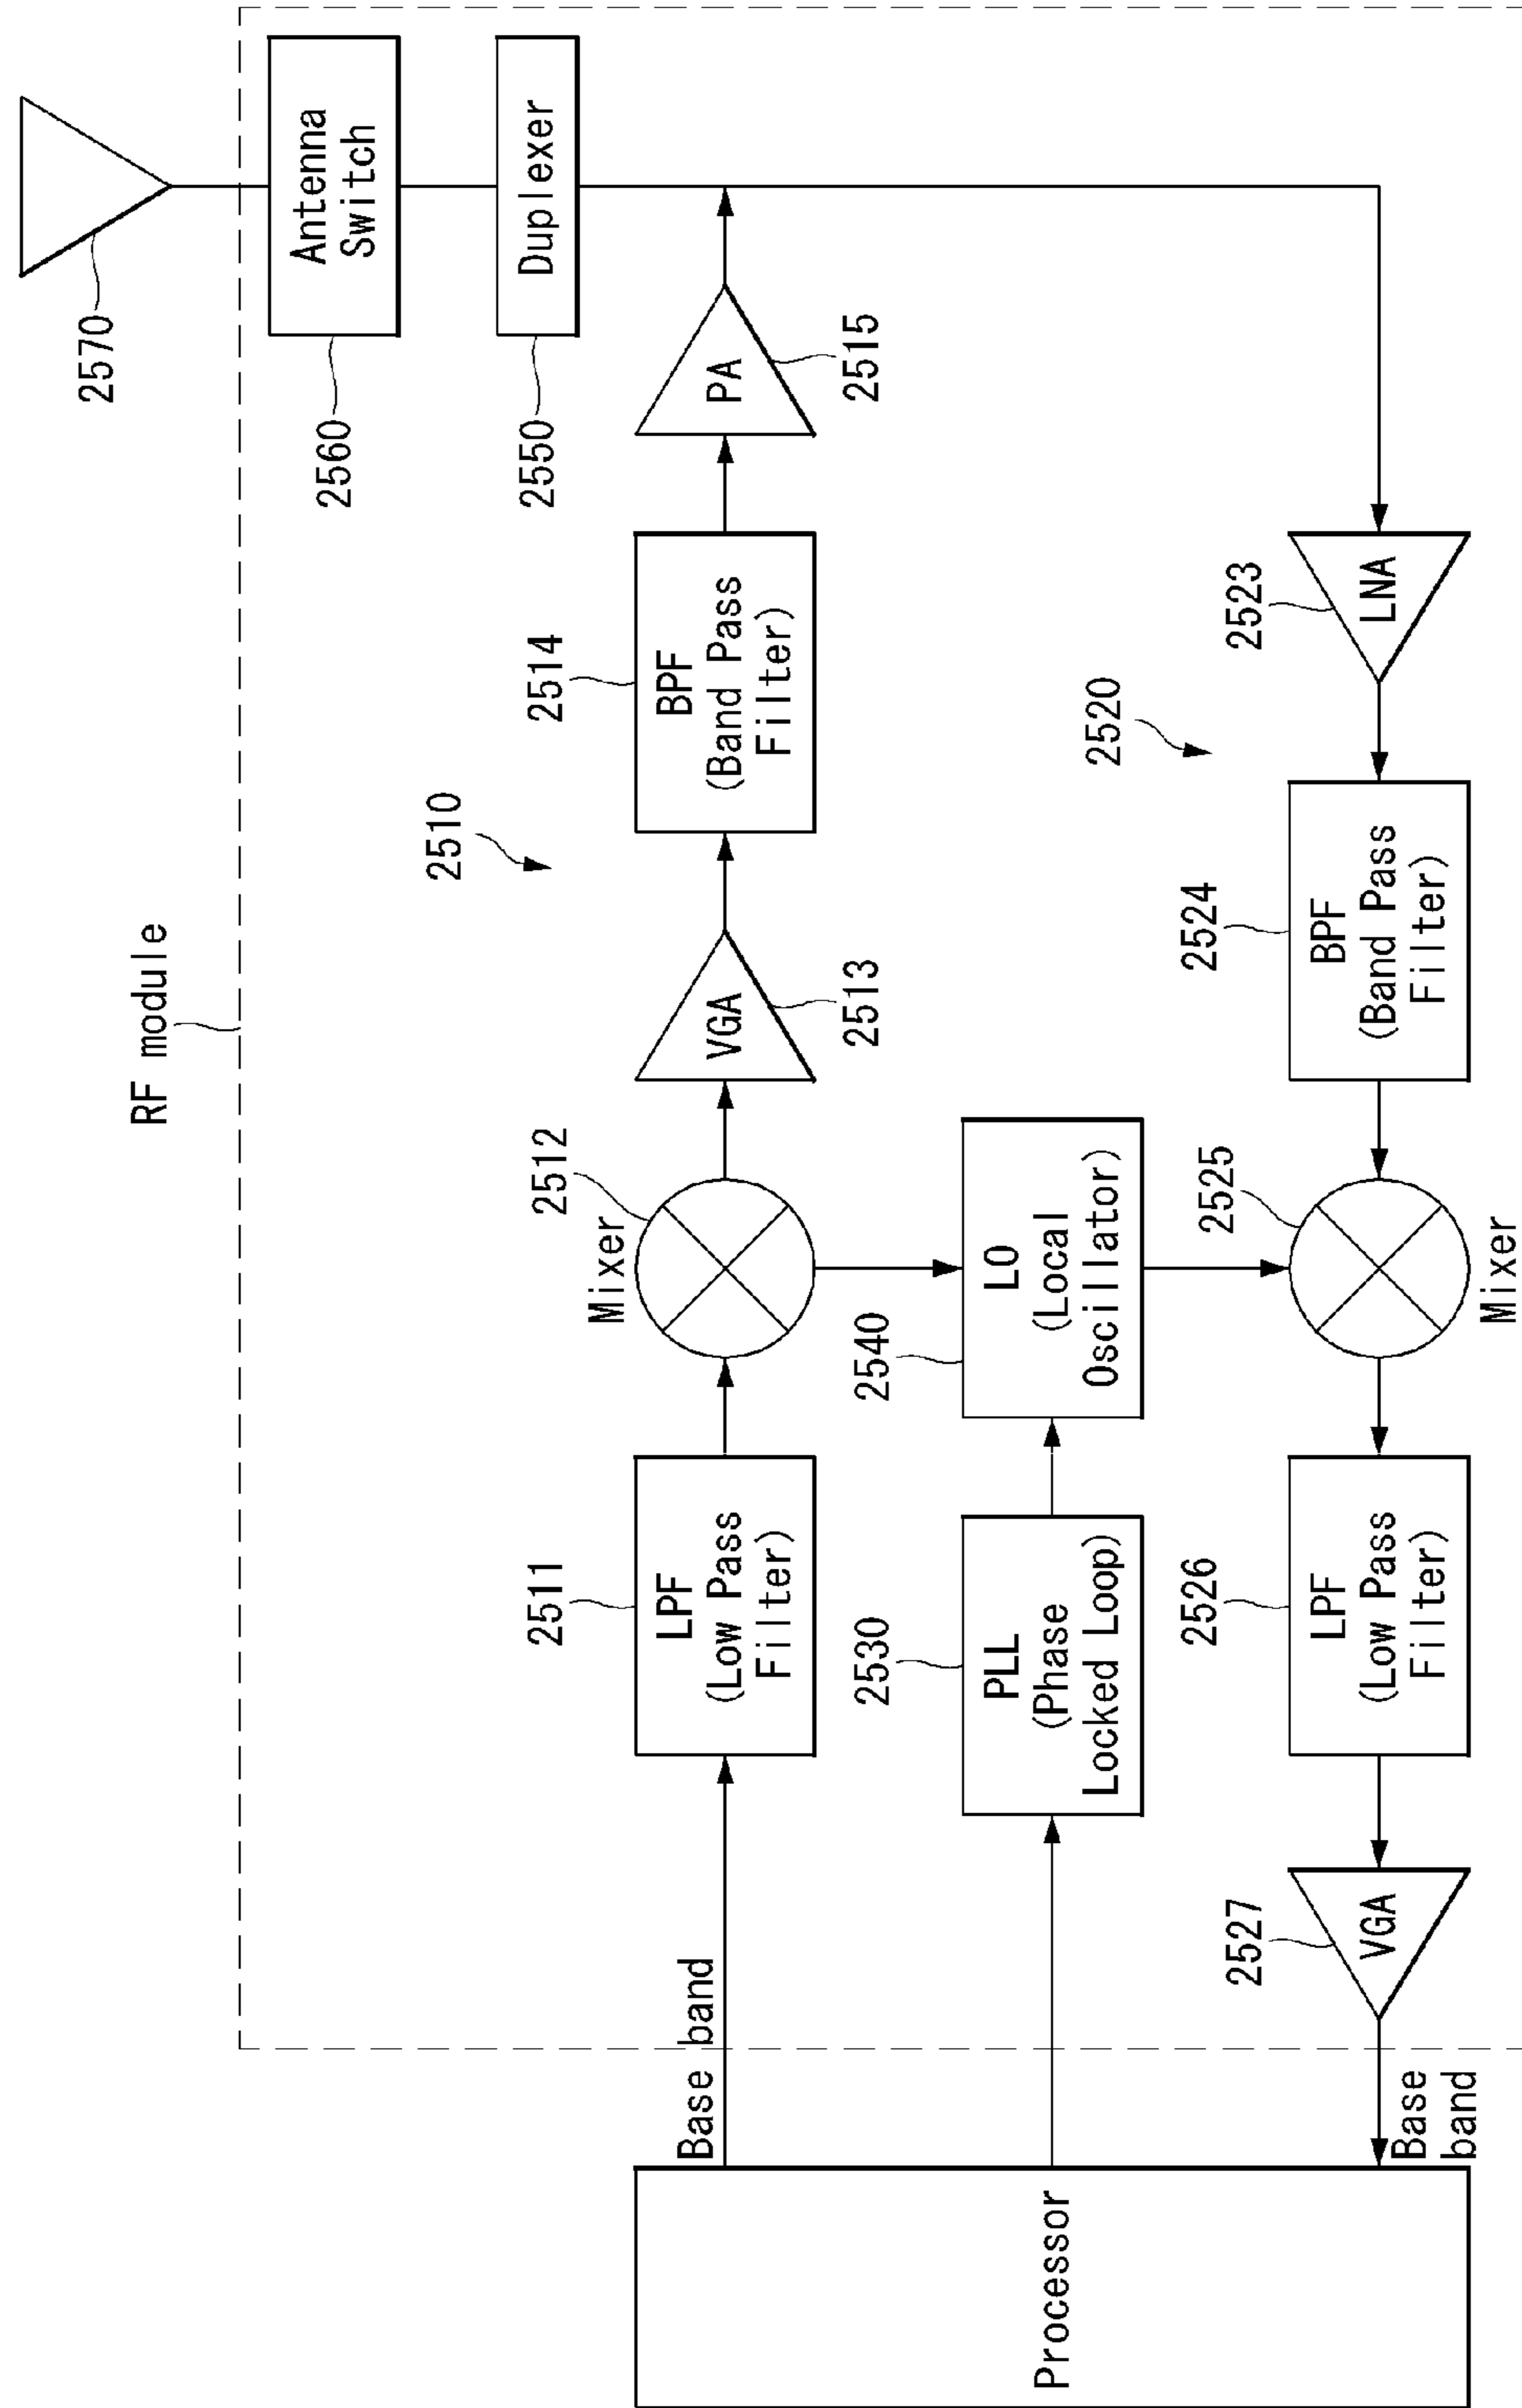 RF module
2510
2511
LPF
(Low Pass
Filter)
Mixer
2512
VGA
2513
2514
BPF
(Band Pass
Filter)
PA
2515
2570
Antenna
Switch
2560
Duplexer
2550
Base band
Processor
2530
PLL
(Phase
Locked Loop)
2540
LO
(Local
Oscillator)
2520
2527
VGA
2526
LPF
(Low Pass
Filter)
2525
Mixer
2524
BPF
(Band Pass
Filter)
2523
LNA
Base
band